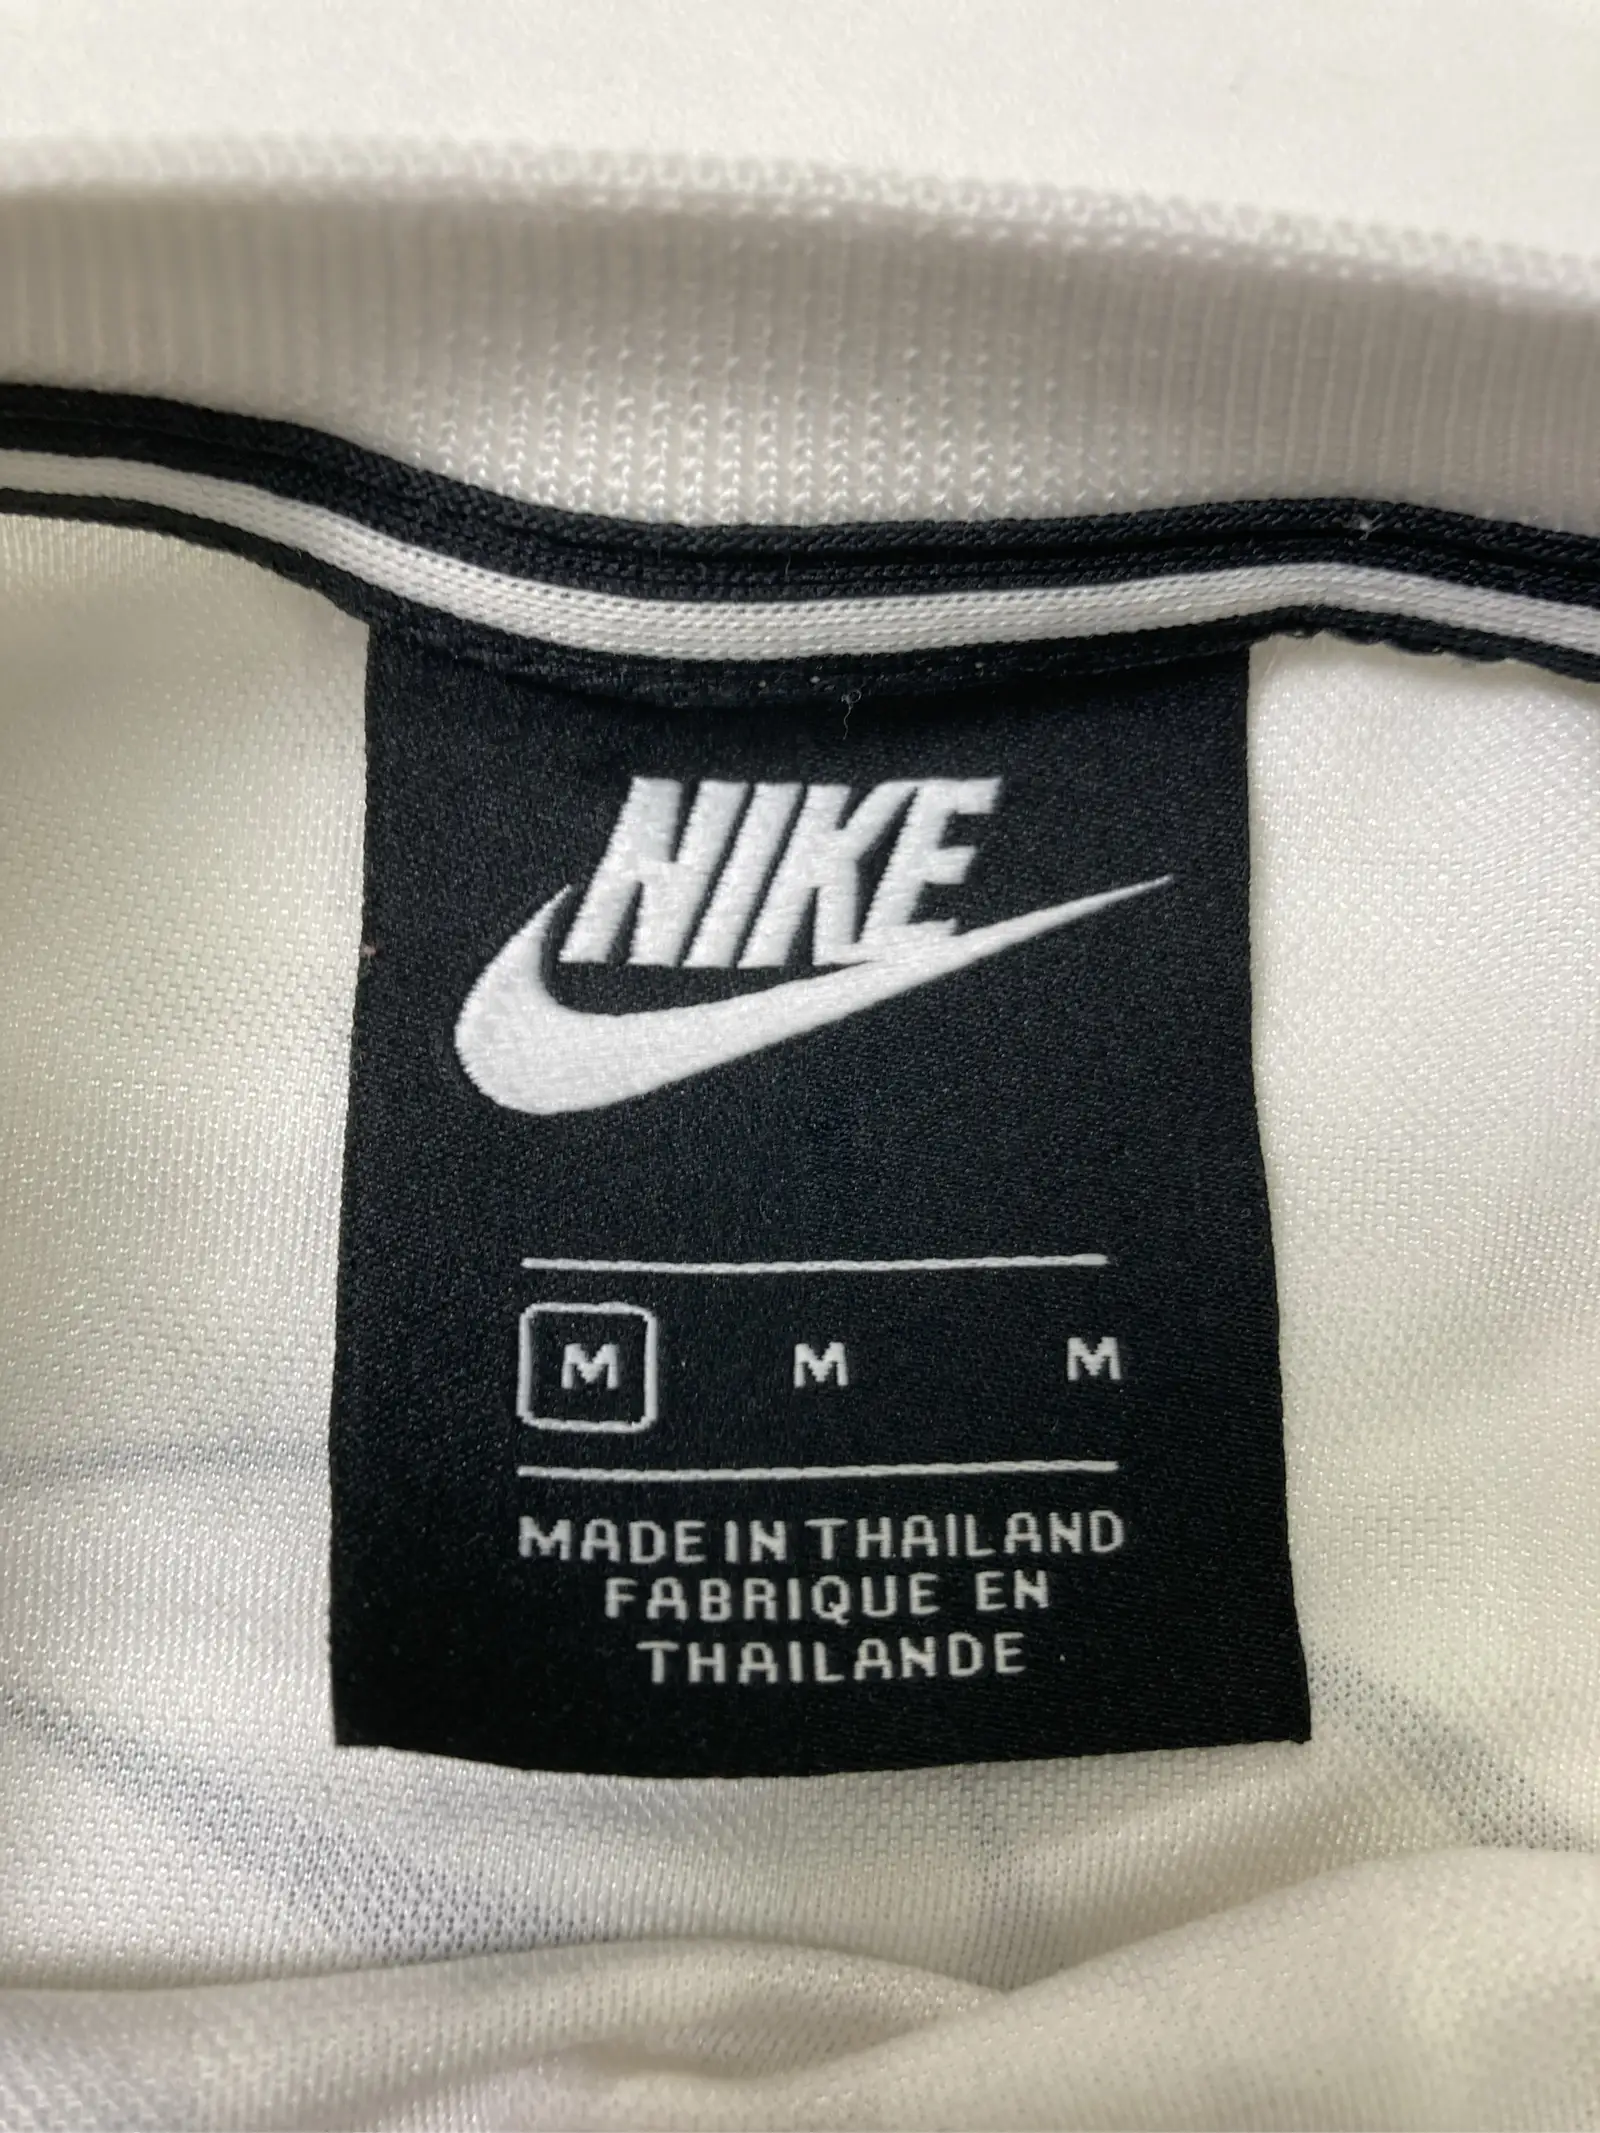 NIKE
M M M
MADE IN THAILAND
FABRIQUE EN
THAILANDE